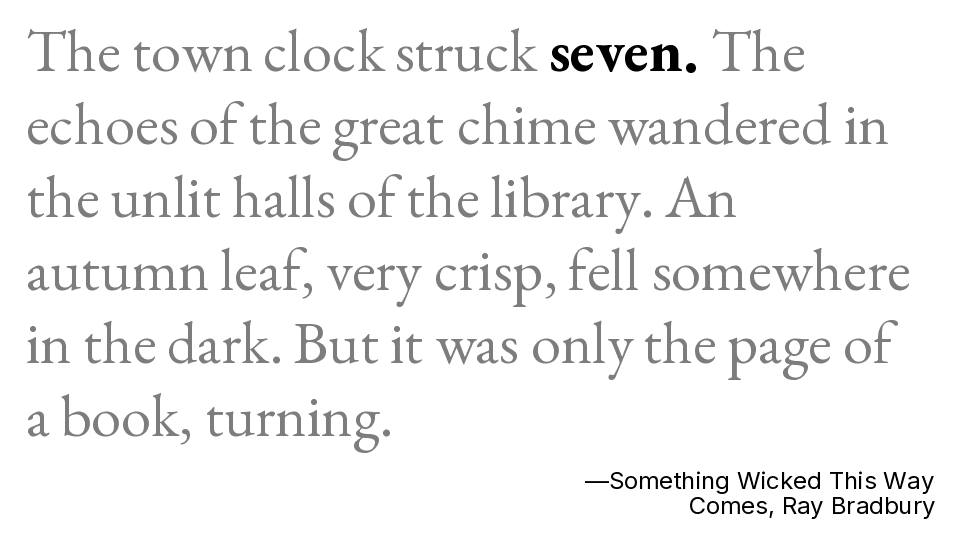 The town clock struck seven. The
echoes of the great chime wandered in
the unlit halls of the library. An
autumn leaf, very crisp, fell somewhere
in the dark. But it was only the page of
a book, turning.
—Something Wicked This Way
Comes, Ray Bradbury